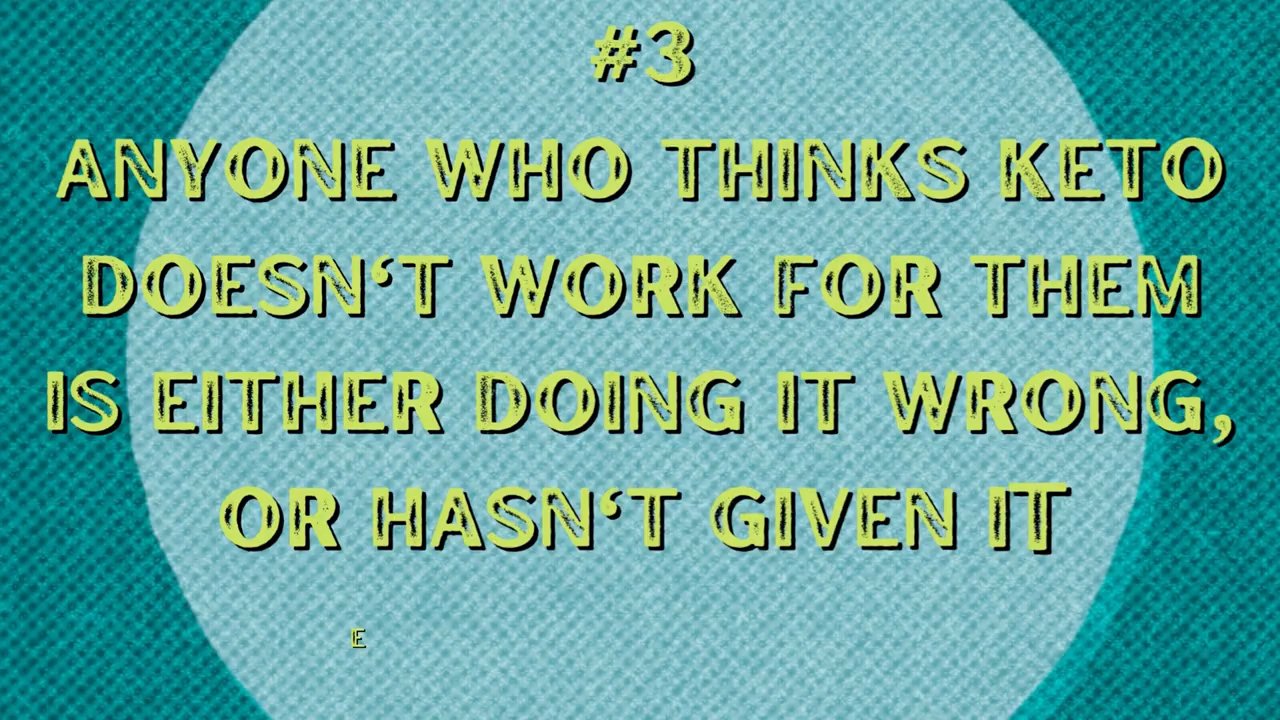 #3
ANYONE WHO THINKS KETO
DOESN‘T WORK FOR THEM
IS EITHER DOING IT WRONG,
OR HASN‘T GIVEN IT
E